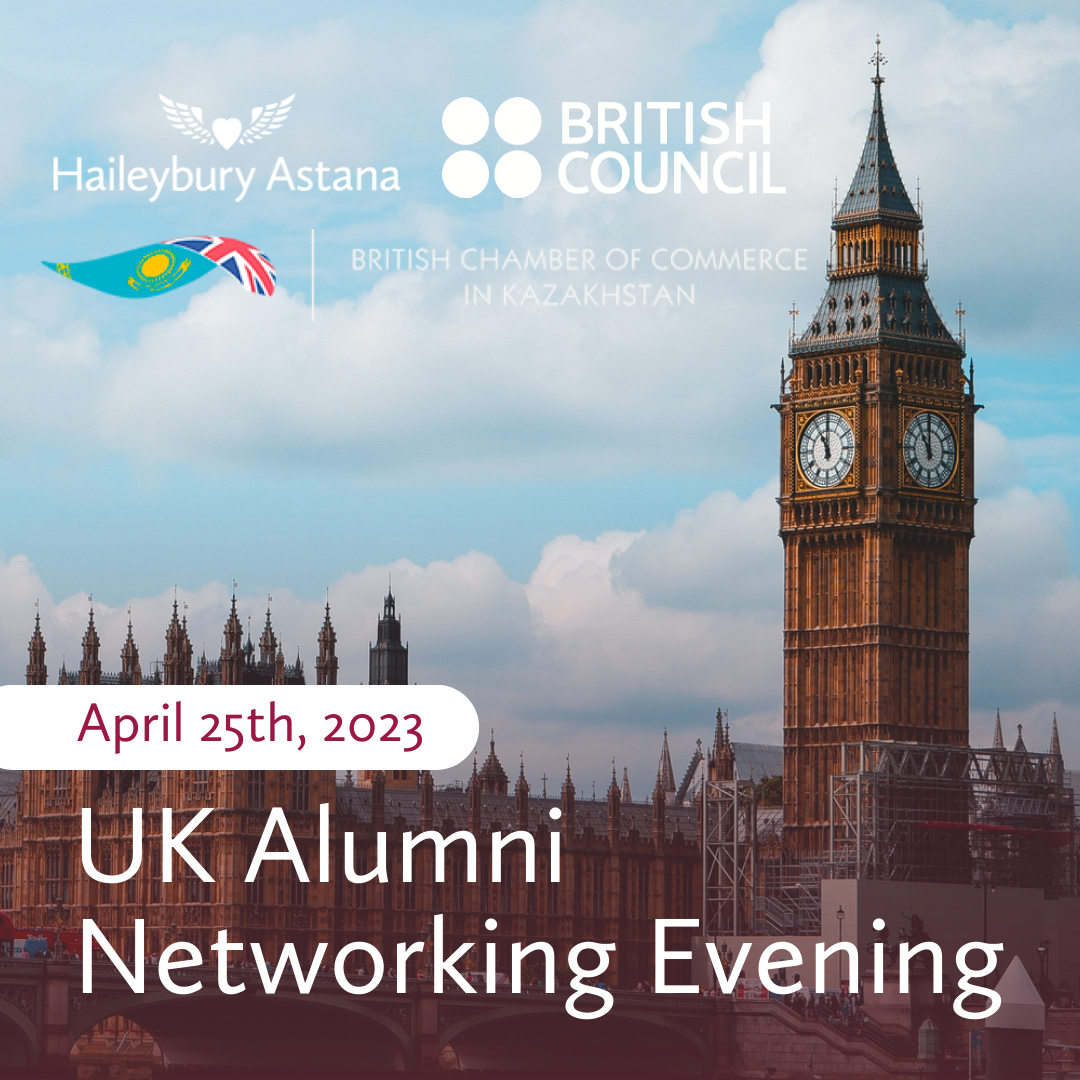 Haileybury Astana
BRITISH
COUNCIL
BRITISH CHAMBER OF COMMERCE
IN KAZAKHSTAN
April 25th, 2023
UK Alumni
Networking Evening